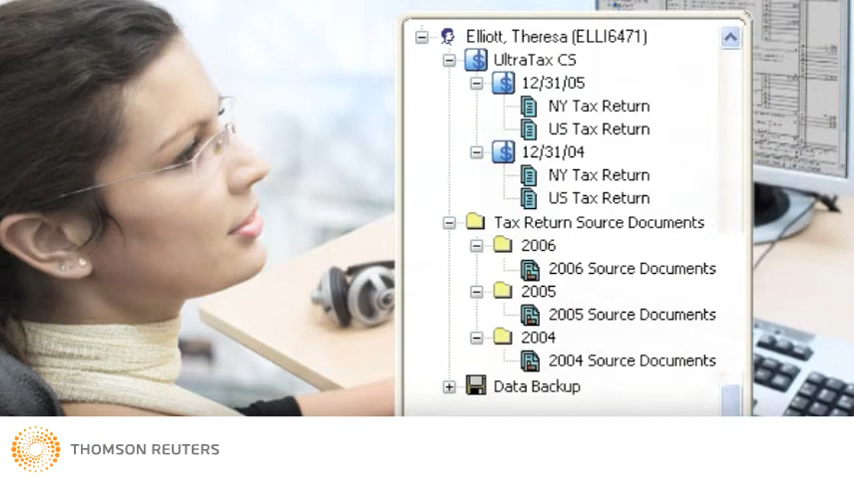 Elliott, Theresa (ELLI6471)
UltraTax CS
12/31/05
NY Tax Return
US Tax Return
12/31/04
NY Tax Return
US Tax Return
Tax Return Source Documents
2006
2006 Source Documents
2005
2005 Source Documents
2004
2004 Source Documents
Data Backup
THOMSON REUTERS